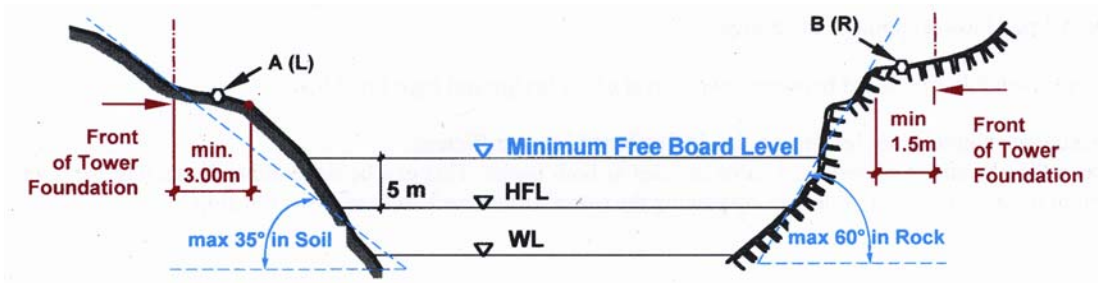 A (L)
B (R)
Front
of Tower
Foundation
min.
3.00m
Minimum Free Board Level
5 m
HFL
WL
max 35° in Soil
max 60° in Rock
min
1.5m
Front
of Tower
Foundation